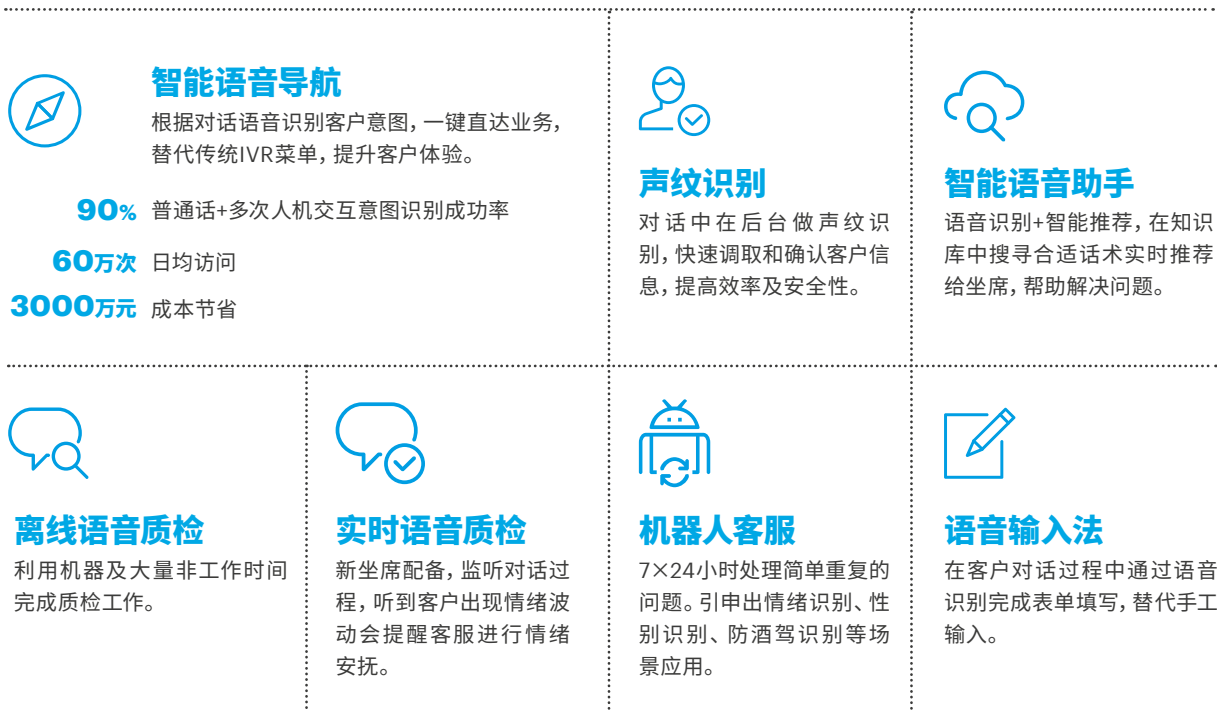 智能语音导航
根据对话语音识别客户意图，一键直达业务，
替代传统IVR菜单，提升客户体验。
90% 普通话+多次人机交互意图识别成功率
60万次 日均访问
3000万元 成本节省
声纹识别
对话中在后台做声纹识
别，快速调取和确认客户信
息，提高效率及安全性。
智能语音助手
语音识别+智能推荐，在知识
库中搜寻合适话术实时推荐
给坐席，帮助解决问题。
离线语音质检
利用机器及大量非工作时间
完成质检工作。
实时语音质检
新坐席配备，监听对话过
程，听到客户出现情绪波
动会提醒客服进行情绪
安抚。
机器人客服
7×24小时处理简单重复的
问题。引申出情绪识别、性
别识别、防酒驾识别等场
景应用。
语音输入法
在客户对话过程中通过语音
识别完成表单填写，替代手工
输入。